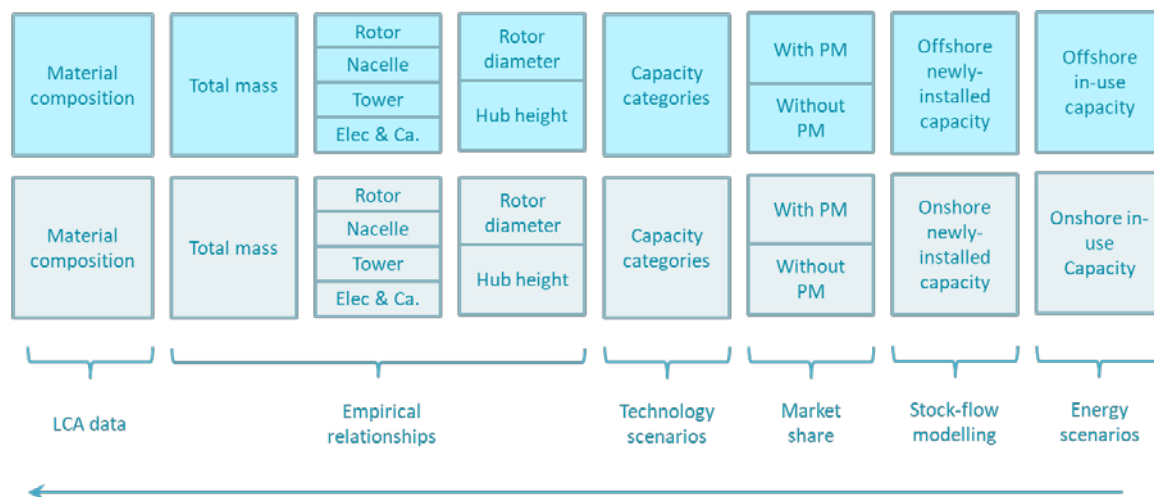 Material
composition
Total mass
Rotor
Nacelle
Tower
Elec & Ca.
Rotor
diameter
Hub height
Capacity
categories
With PM
Without
PM
Offshore
newly-
installed
capacity
Offshore
in-use
capacity
Material
composition
Total mass
Rotor
Nacelle
Tower
Elec & Ca.
Rotor
diameter
Hub height
Capacity
categories
With PM
Without
PM
Onshore
newly-
installed
capacity
Onshore in-
use
Capacity
LCA data
Empirical
relationships
Technology
scenarios
Market
share
Stock-flow
modelling
Energy
scenarios